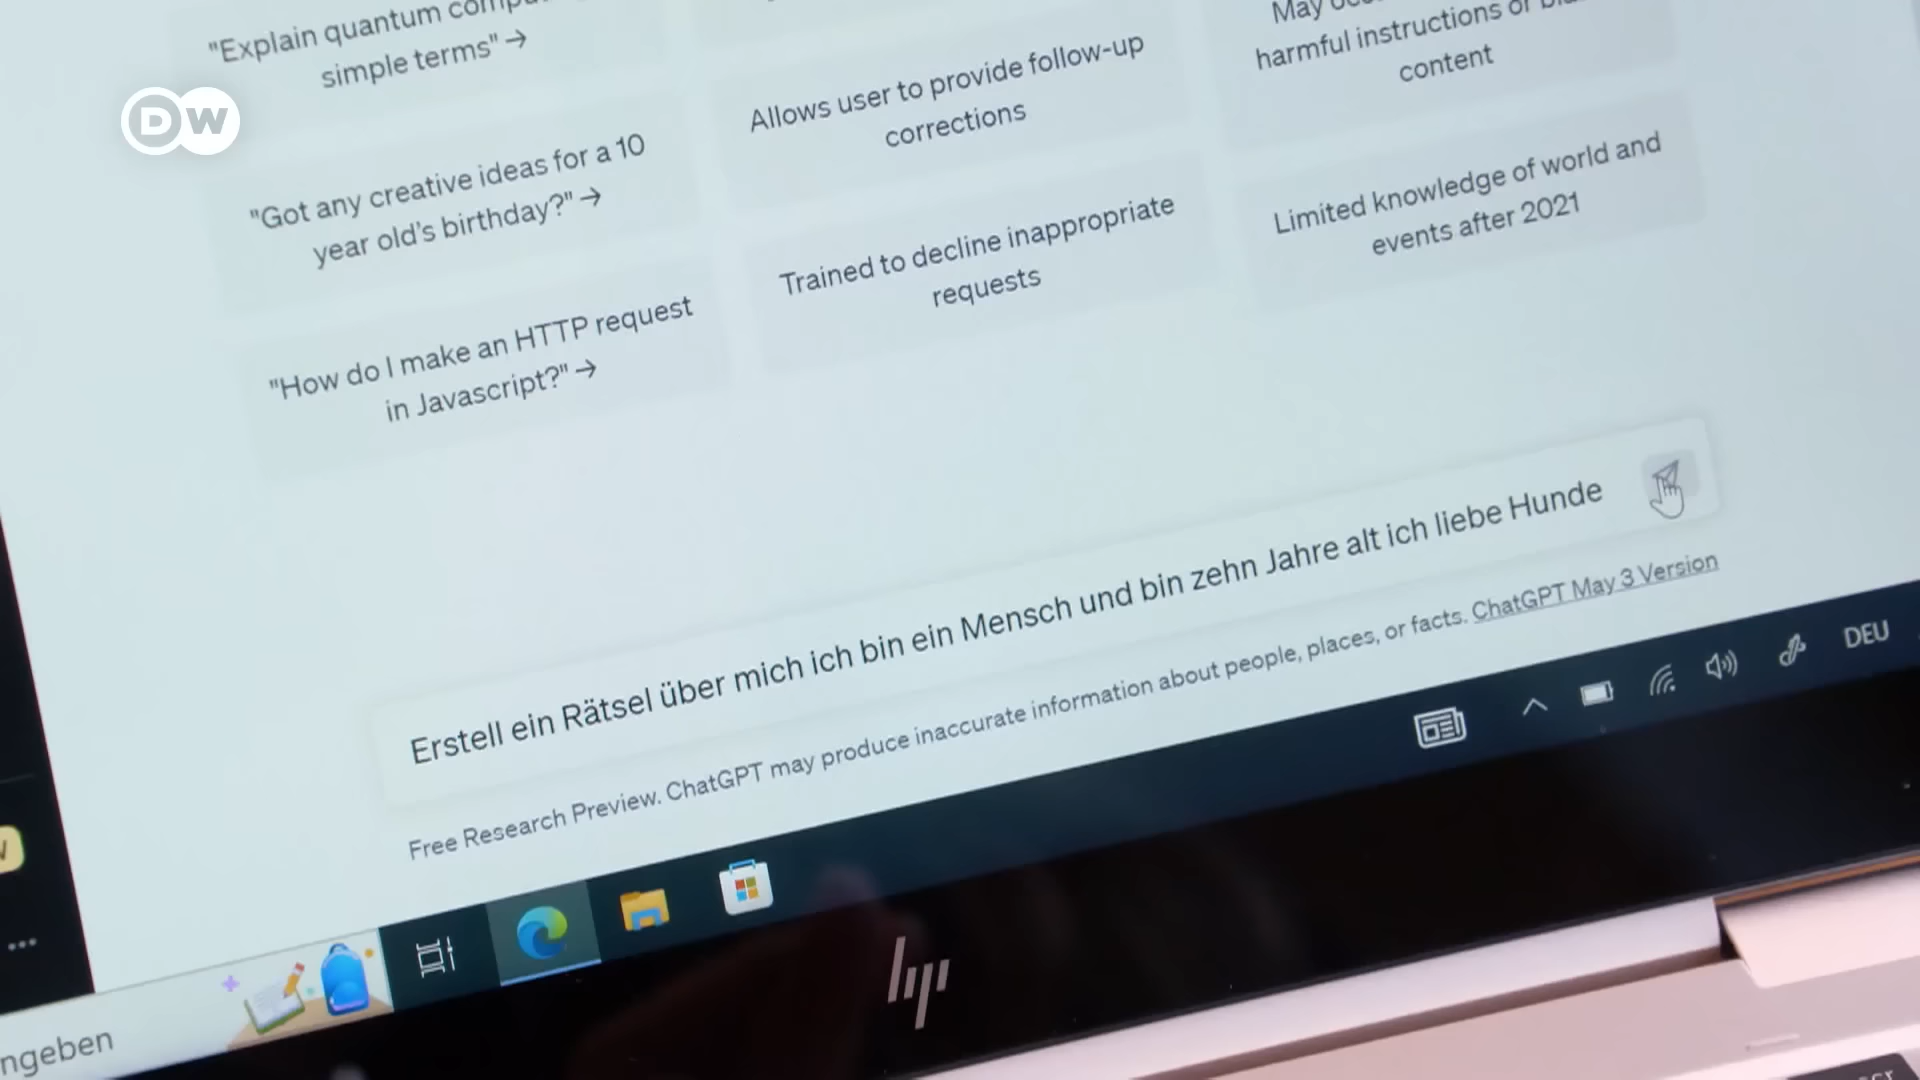 "Explain quantum
simple terms" →
DW
"Got any creative ideas for a 10
year old's birthday?" →
"How do I make an HTTP request
in Javascript?" →
Allows user to provide follow-up
corrections
Trained to decline inappropriate
requests
May
harmful instructions or
content
Limited knowledge of world and
events after 2021
Erstell ein Rätsel über mich ich bin ein Mensch und bin zehn Jahre alt ich liebe Hunde
Free Research Preview. ChatGPT may produce inaccurate information about people, places, or facts. ChatGPT May 3 Version
DEU
hp
ngeben